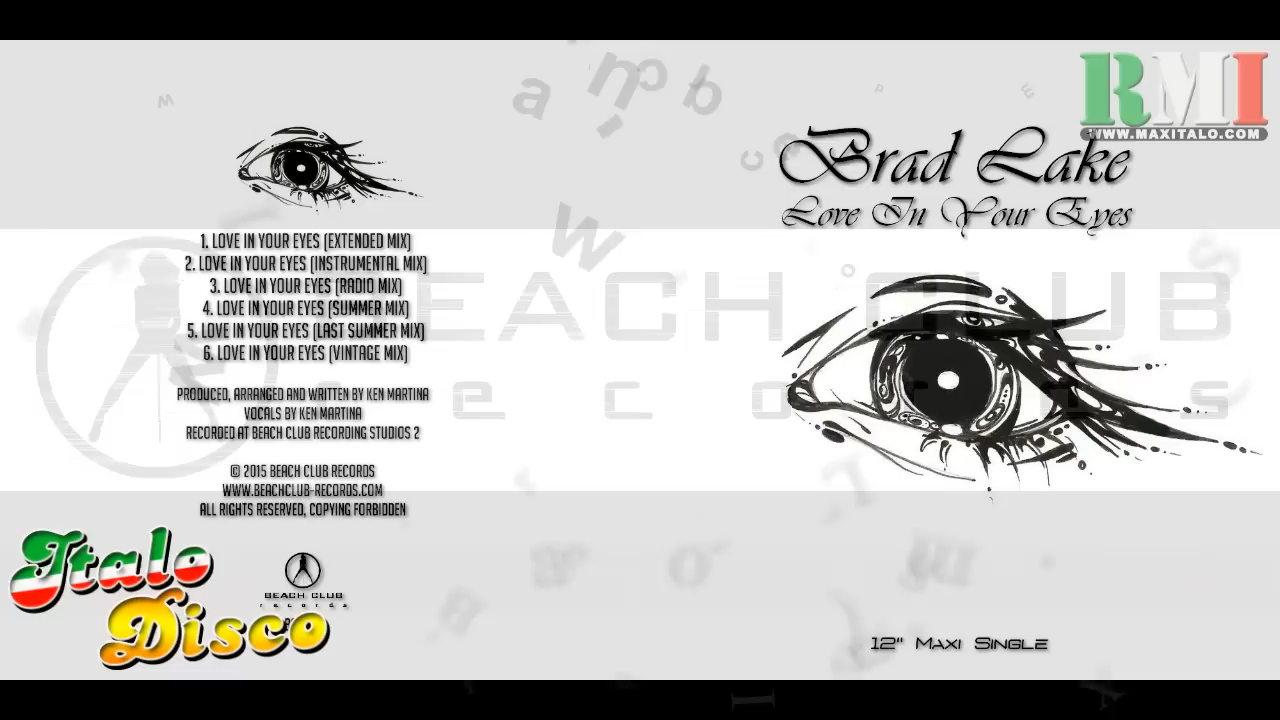 1. LOVE IN YOUR EYES (EXTENDED MIX)
2. LOVE IN YOUR EYES (INSTRUMENTAL MIX)
3. LOVE IN YOUR EYES (RADIO MIX)
4. LOVE IN YOUR EYES (SUMMER MIX)
5. LOVE IN YOUR EYES (LAST SUMMER MIX)
6. LOVE IN YOUR EYES (VINTAGE MIX)
PRODUCED, ARRANGED AND WRITTEN BY KEN MARTINA
VOCALS BY KEN MARTINA
RECORDED AT BEACH CLUB RECORDING STUDIOS 2
© 2015 BEACH CLUB RECORDS
WWW.BEACHCLUB-RECORDS.COM
ALL RIGHTS RESERVED, COPYING FORBIDDEN
BEACH CLUB
records
Italo
Disco
RMI
WWW.MAXITALO.COM
Brad Lake
Love In Your Eyes
BEACH CLUB
records
12" Maxi Single